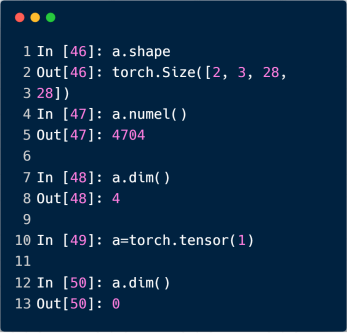 1 In [46]: a.shape
2 Out[46]: torch.Size([2, 3, 28,
3 28])
4 In [47]: a.numel()
5 Out[47]: 4704
6
7 In [48]: a.dim()
8 Out[48]: 4
9
10 In [49]: a=torch.tensor(1)
11
12 In [50]: a.dim()
13 Out[50]: 0